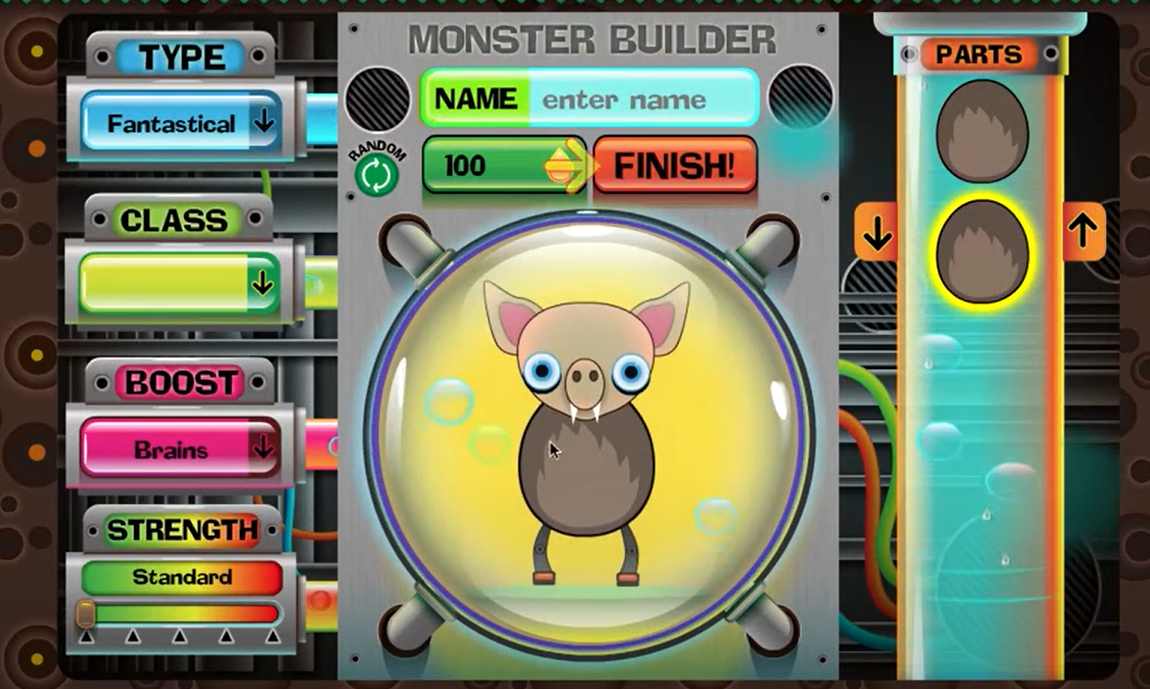 MONSTER BUILDER
TYPE
Fantastical
CLASS
BOOST
Brains
STRENGTH
Standard
NAME enter name
RANDOM
100
FINISH!
PARTS